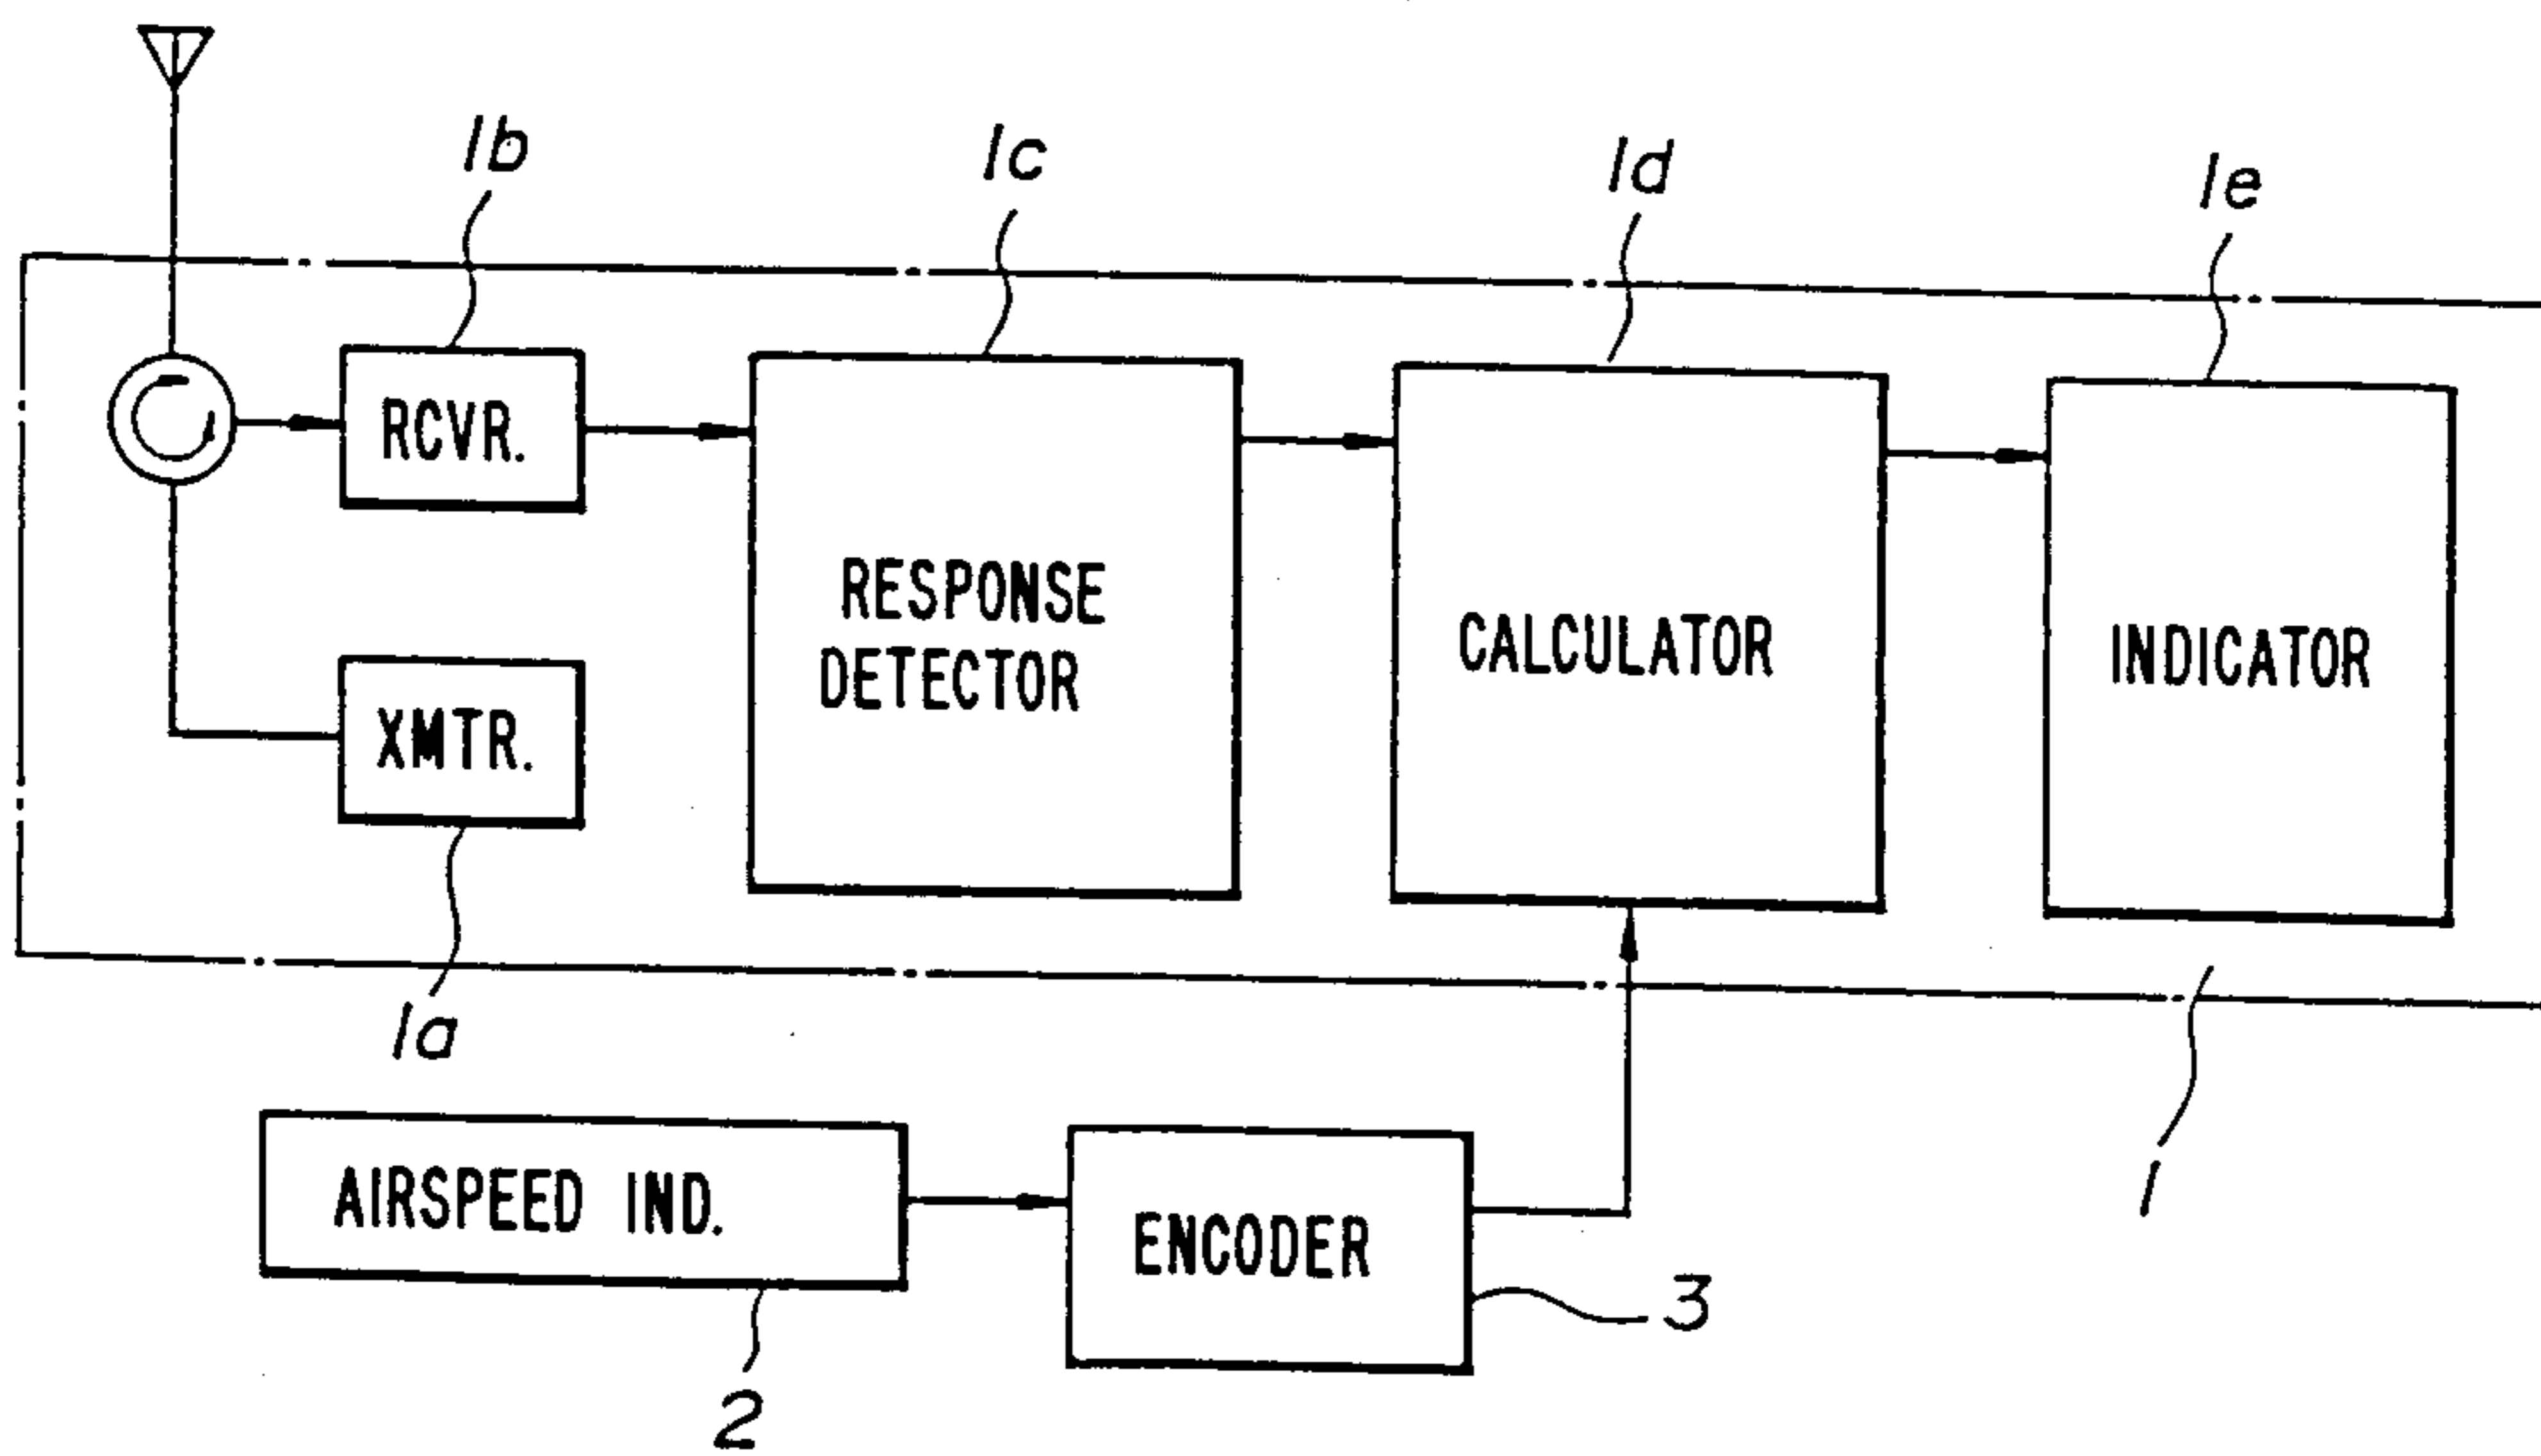 1b
1c
1d
1e
RCVR.
RESPONSE
DETECTOR
CALCULATOR
INDICATOR
XMTR.
1a
1
AIRSPEED IND.
ENCODER
3
2